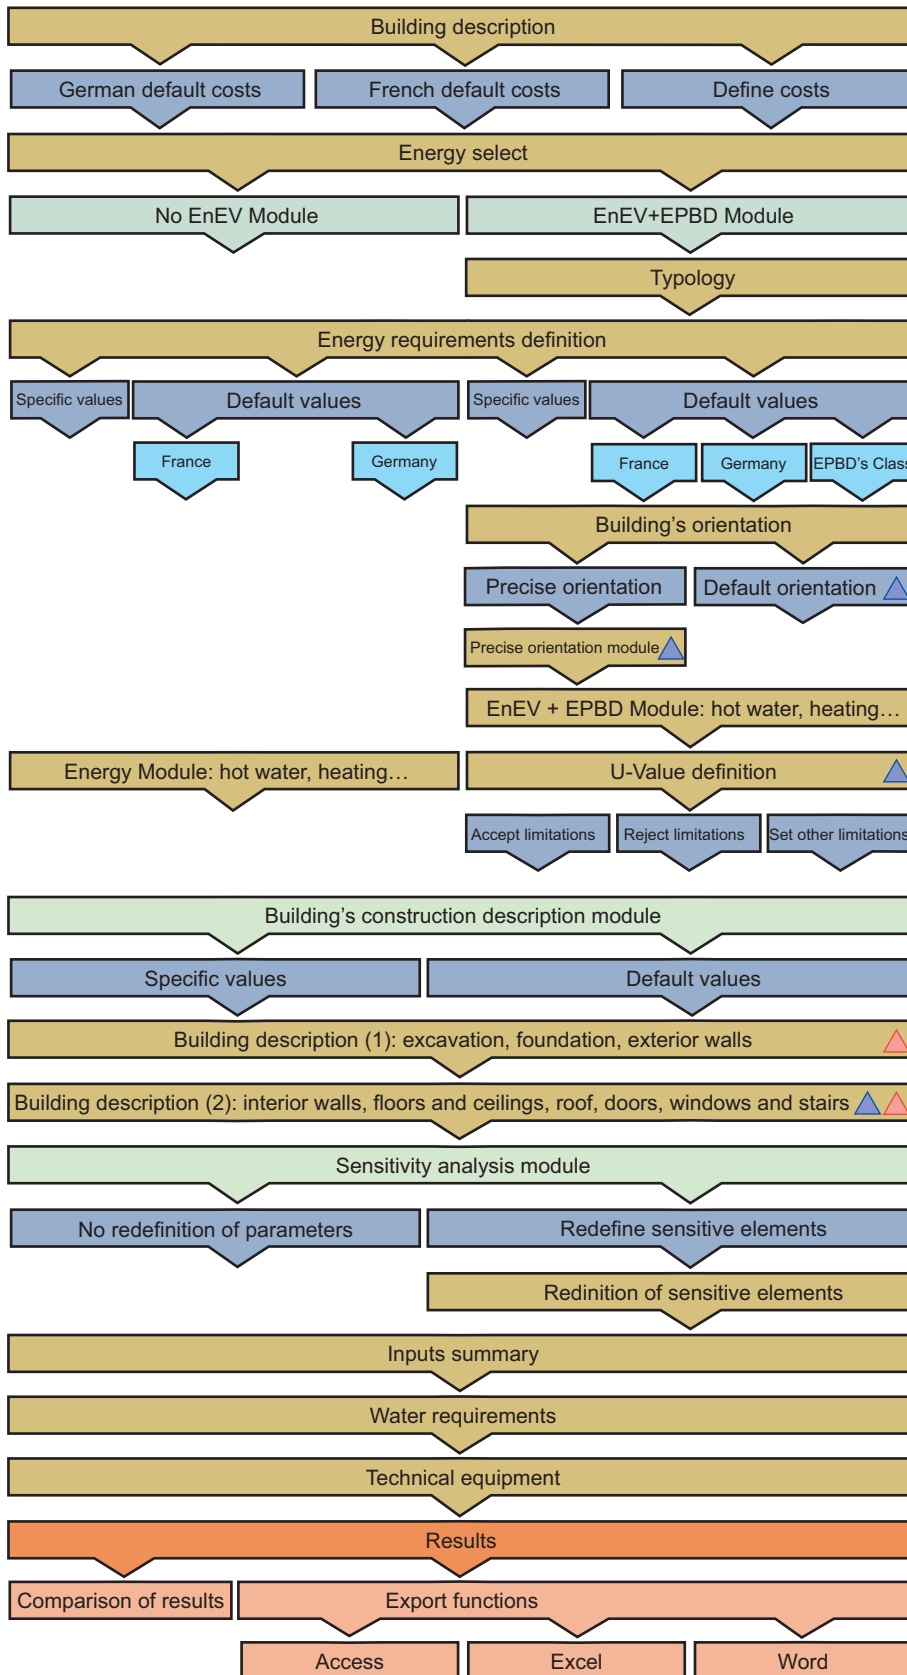 Building description
German default costs
French default costs
Define costs
Energy select
No EnEV Module
EnEV+EPBD Module
Typology
Energy requirements definition
Specific values
Default values
Specific values
Default values
France
Germany
France
Germany
EPBD's Class
Building's orientation
Precise orientation
Default orientation
Precise orientation module
EnEV + EPBD Module: hot water, heating...
Energy Module: hot water, heating...
U-Value definition
Accept limitations
Reject limitations
Set other limitations
Building's construction description module
Specific values
Default values
Building description (1): excavation, foundation, exterior walls
Building description (2): interior walls, floors and ceilings, roof, doors, windows and stairs
Sensitivity analysis module
No redefinition of parameters
Redefine sensitive elements
Redinition of sensitive elements
Inputs summary
Water requirements
Technical equipment
Results
Comparison of results
Export functions
Access
Excel
Word